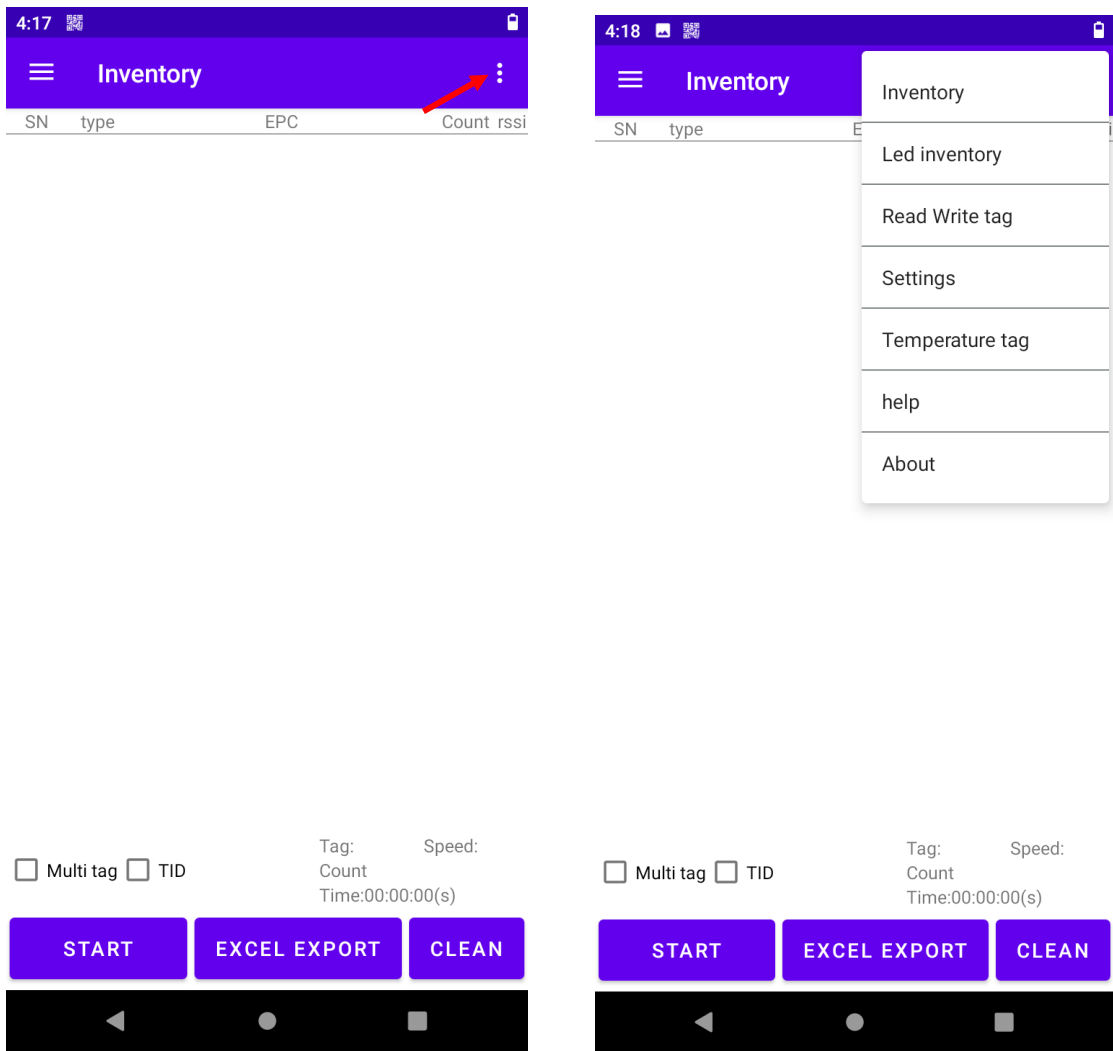 4:17
Inventory
SN type EPC Count rssi
Tag: Speed:
Multi tag TID Count
Time:00:00:00(s)
START EXCEL EXPORT CLEAN
4:18
Inventory
SN type
Inventory
Led inventory
Read Write tag
Settings
Temperature tag
help
About
Tag: Speed:
Multi tag TID Count
Time:00:00:00(s)
START EXCEL EXPORT CLEAN